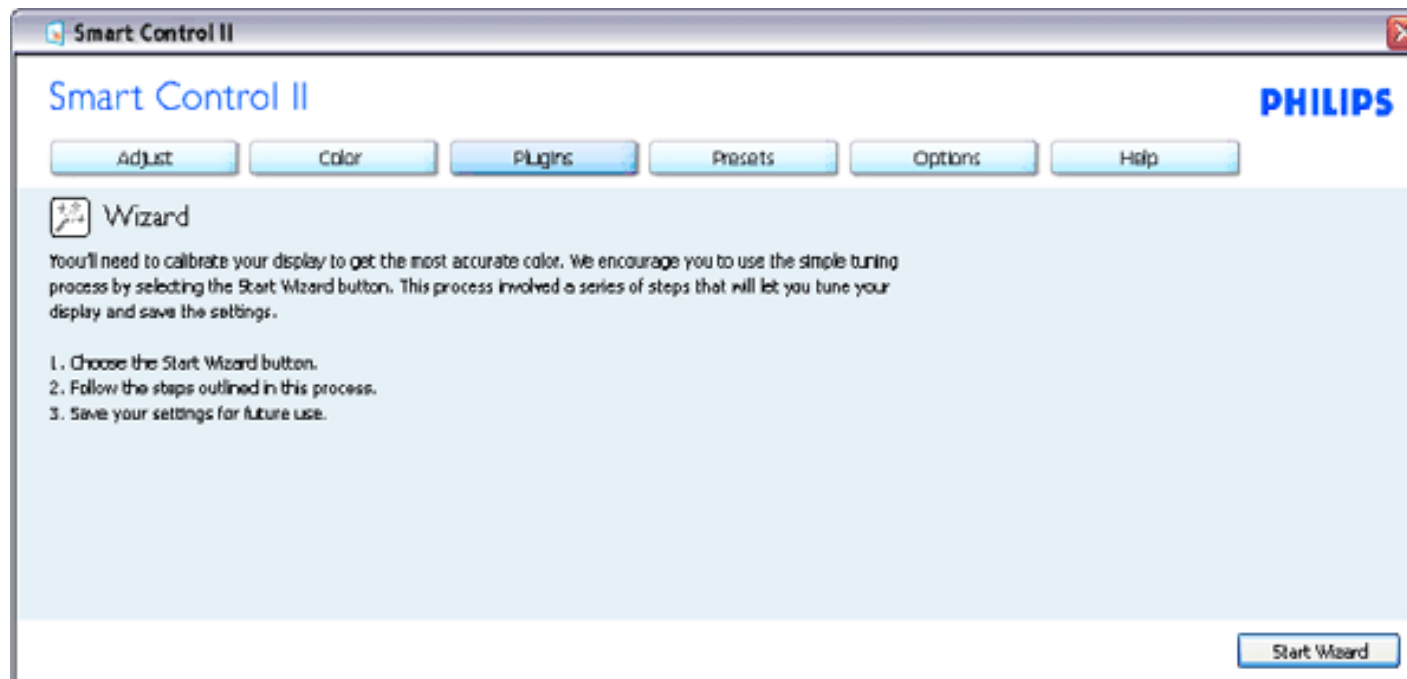 Smart Control II
Smart Control II
PHILIPS
Adjust
Color
Plugins
Presets
Options
Help
Wizard
Yoou'll need to calibrate your display to get the most accurate color. We encourage you to use the simple tuning
process by selecting the Start Wizard button. This process involved a series of steps that will let you tune your
display and save the settings.
1. Choose the Start Wizard button.
2. Follow the steps outlined in this process.
3. Save your settings for future use.
Start Wizard